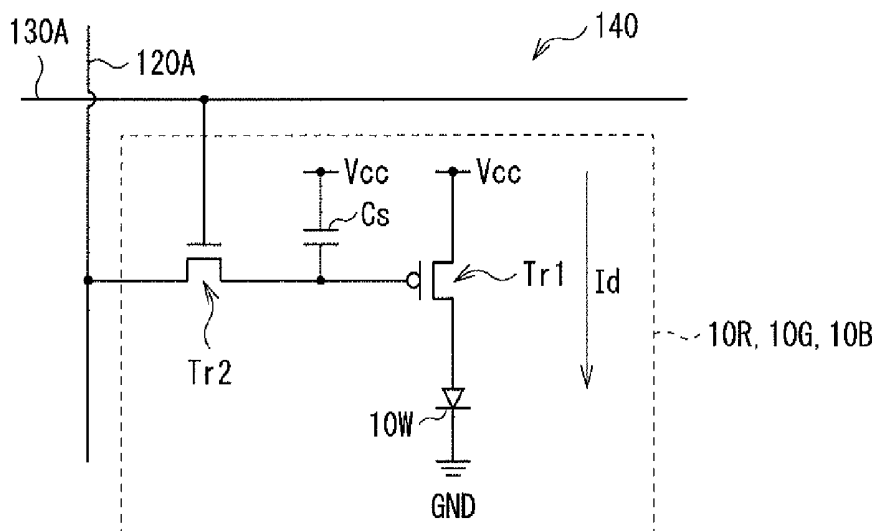 130A
120A
140
Vcc
Vcc
Cs
Tr1
Id
Tr2
10R, 10G, 10B
10W
GND